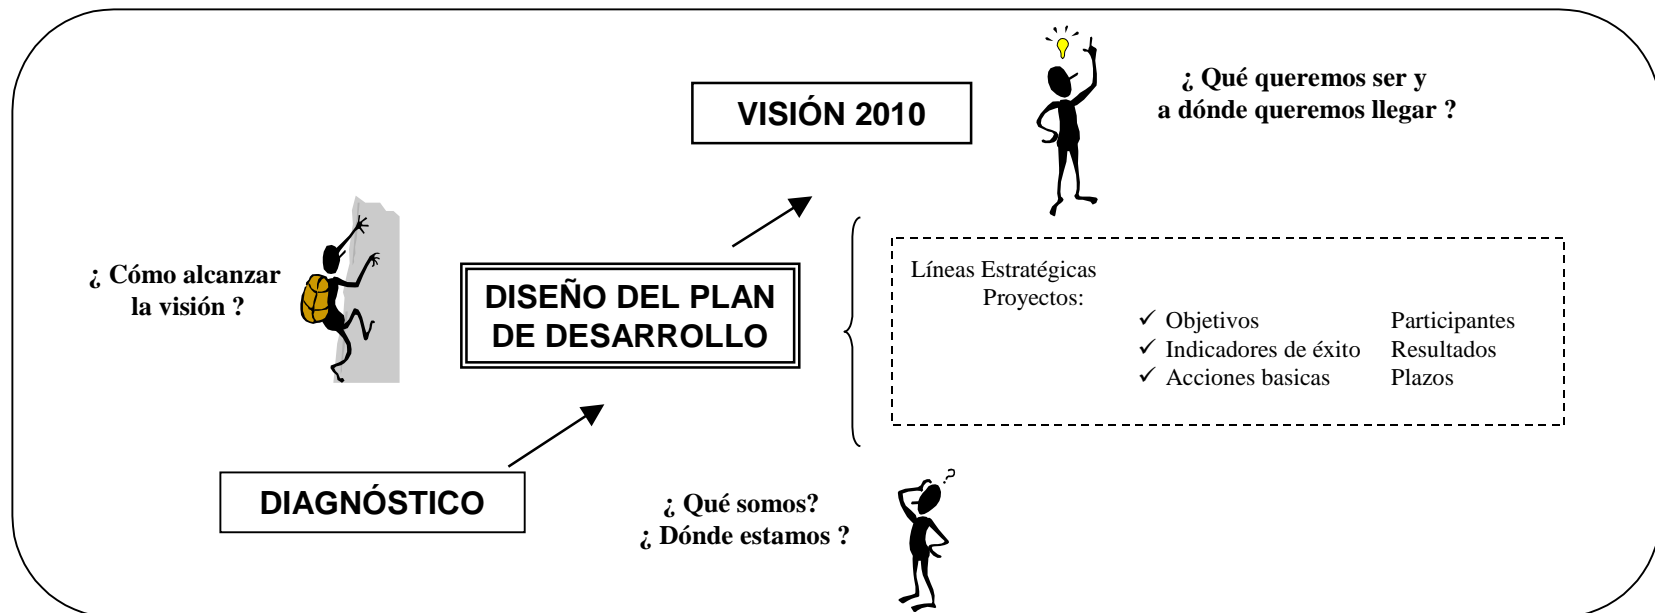 VISIÓN 2010
¿ Qué queremos ser y
a dónde queremos llegar ?
¿ Cómo alcanzar
la visión ?
DISEÑO DEL PLAN
DE DESARROLLO
Líneas Estratégicas
Proyectos:
✓ Objetivos Participantes
✓ Indicadores de éxito Resultados
✓ Acciones basicas Plazos
DIAGNÓSTICO
¿ Qué somos?
¿ Dónde estamos ?
?